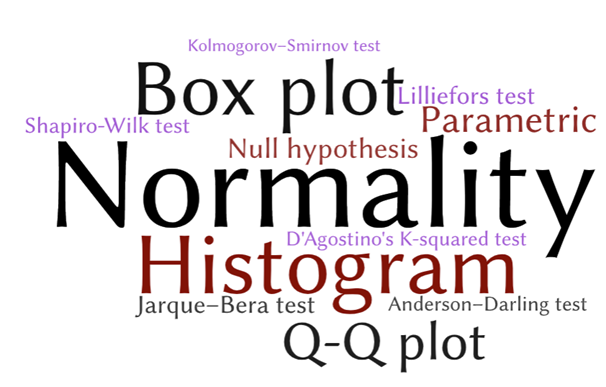 Kolmogorov–Smirnov test
Box plot
Lilliefors test
Parametric
Shapiro-Wilk test
Null hypothesis
Normality
D'Agostino's K-squared test
Histogram
Jarque–Bera test
Anderson–Darling test
Q-Q plot